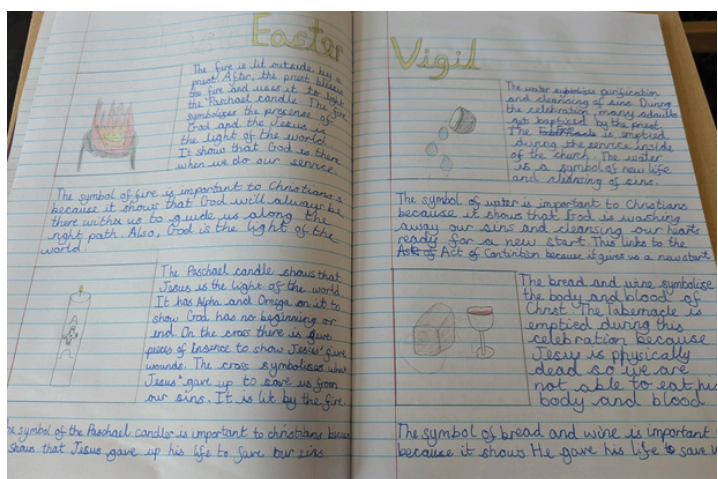 Easter Vigil
The fire is lit outside by a
priest. After, the priest blesses
the fire and uses it to light
the Paschael candle. The fire
symbolizes the presence of
God and the Jesus is
the light of the world
It shows that God is there
when we do our service.
The symbol of fire is important to Christians
because it shows that God will always be
there with us to guide us along the
right path. Also, God is the light of the
world.
The Paschael candle shows that
Jesus is the light of the world
It has Alpha and Omega on it to
show God has no beginning or
end. On the cross there is five
pieces of Insence to show Jesus' five
wounds. The cross symbolises what
Jesus gave up to save us from
our sins. It is lit by the fire.
symbol of the Paschael candle is important to christians
shows that Jesus gave up his life to save our sins
The water symbolizes purification
and cleansing of sins. During
the celebration many adults
get baptised by the priest.
The is emptied
during the service inside
of the church. The water
is a symbol of new life
and cleansing of sins.
The symbol of water is important to Christians
because it shows that God is washing
away our sins and cleansing our hearts
ready for a new start. This links to the
Act of Contintion because it gives us a new start
The bread and wine symbolise
the body and blood of
Christ. The Tabernacle is
emptied during this
celebration because
Jesus is physically
dead so we are
not able to eat his
body and blood.
The symbol of bread and wine is important
because it shows He gave his life to save